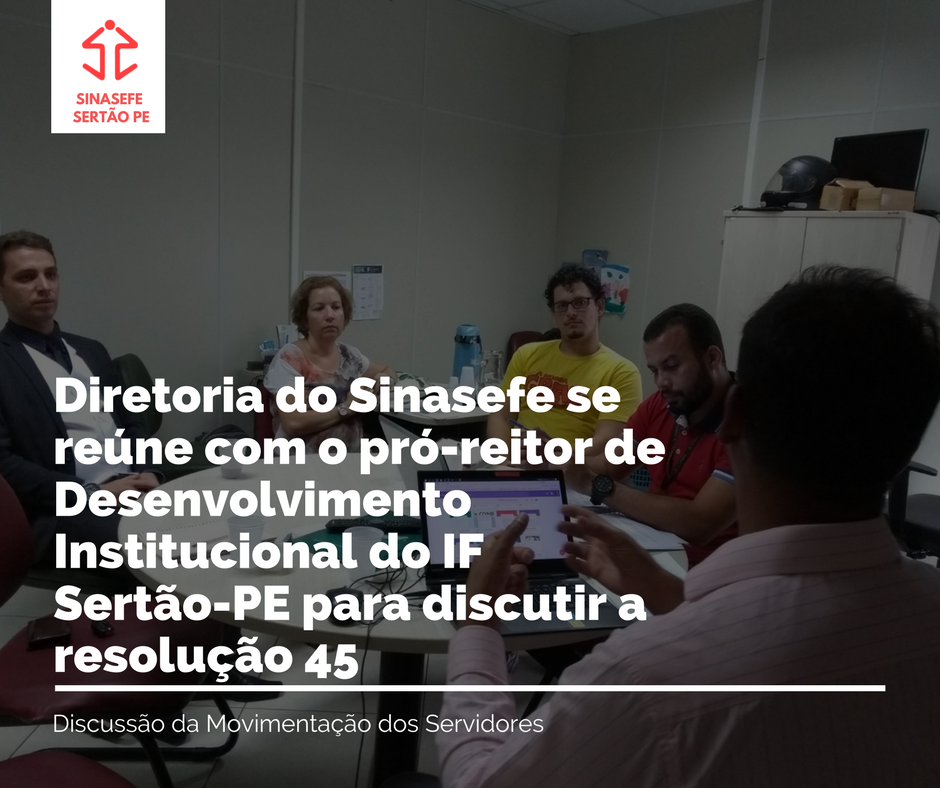 SINASEFE
SERTÃO PE
Diretoria do Sinasefe se
reúne com o pró-reitor de
Desenvolvimento
Institucional do IF
Sertão-PE para discutir a
resolução 45
Discussão da Movimentação dos Servidores